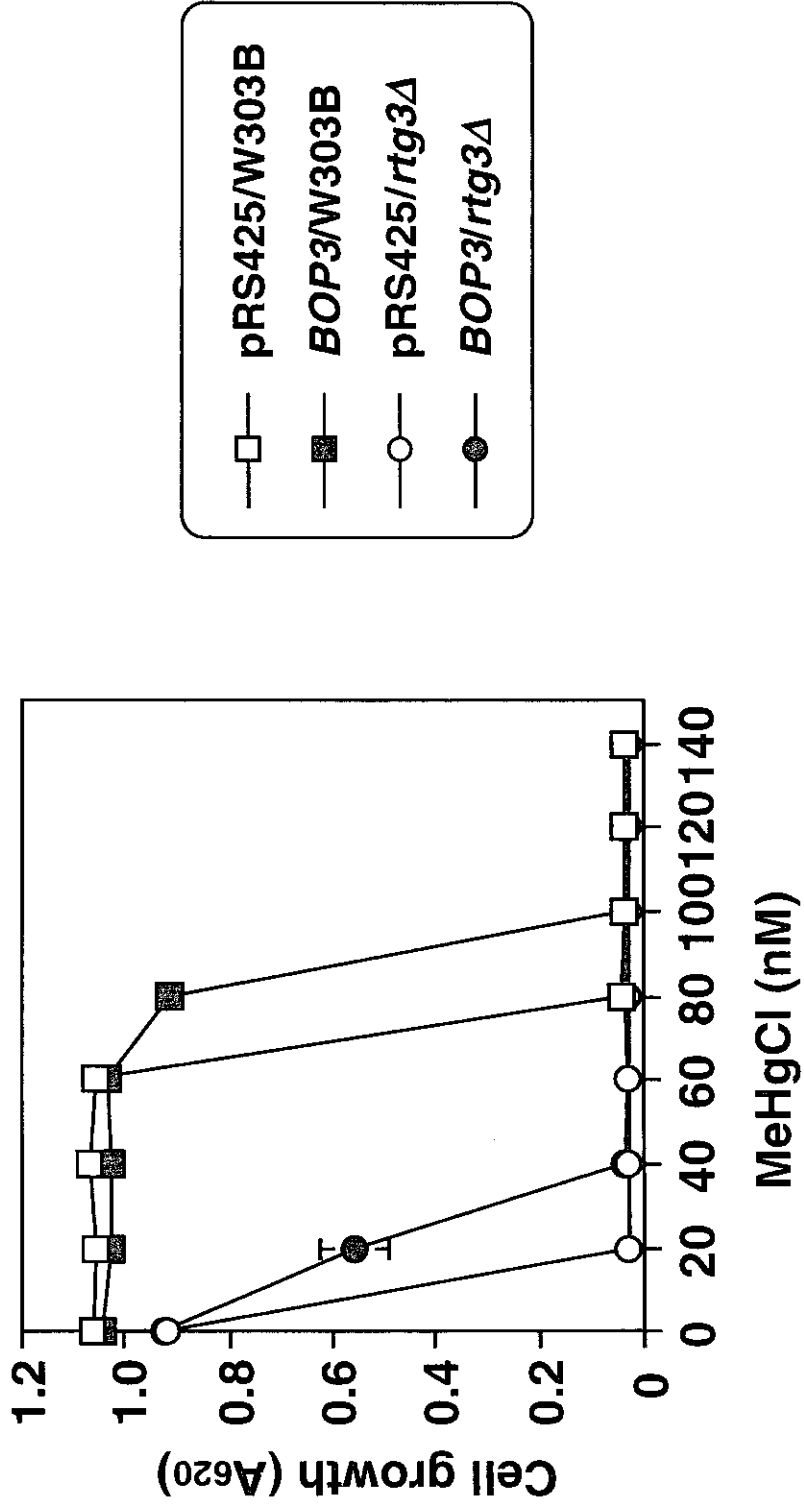 Cell growth (A620)
1.2
1.0
0.8
0.6
0.4
0.2
0
0 20 40 60 80 100 120 140
MeHgCl (nM)
pRS425/W303B
BOP3/W303B
pRS425/rtg3Δ
BOP3/rtg3Δ